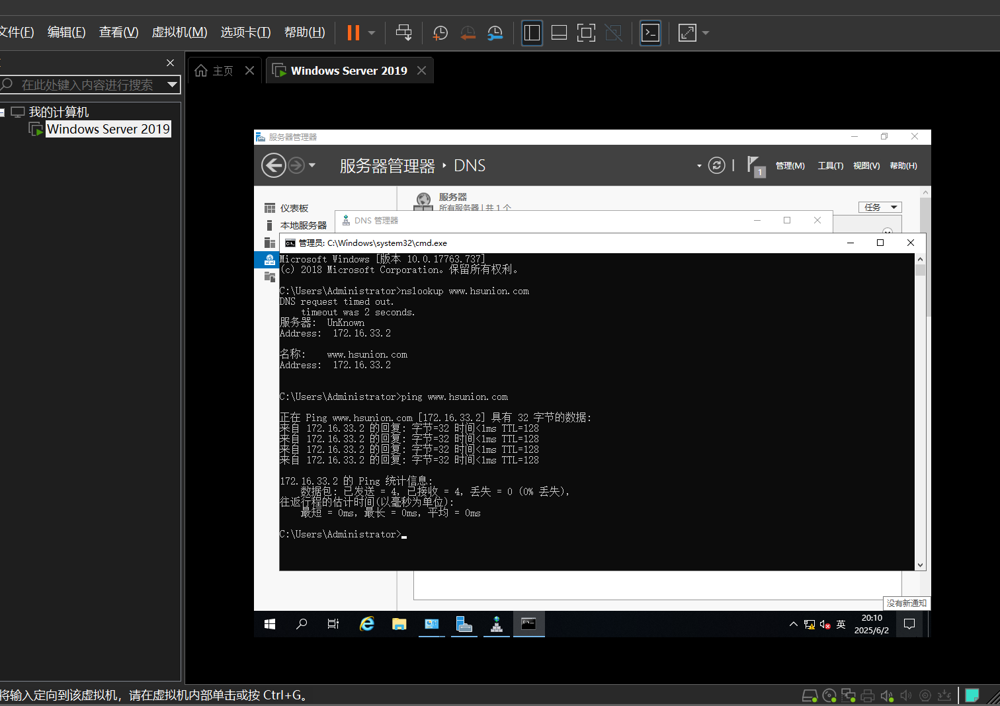 文件(F) 编辑(E) 查看(V) 虚拟机(M) 选项卡(T) 帮助(H)
主页
Windows Server 2019
在此处键入内容进行搜索
我的计算机
Windows Server 2019
服务器管理器
服务器管理器 DNS
1
管理(M) 工具(T) 视图(V) 帮助(H)
仪表板
本地服务器
服务器
所有服务器 | 共 1 个
任务
DNS 管理器
管理员: C:\Windows\system32\cmd.exe
Microsoft Windows [版本 10.0.17763.737]
(c) 2018 Microsoft Corporation。保留所有权利。
C:\Users\Administrator>nslookup www.hsunion.com
DNS request timed out.
timeout was 2 seconds.
服务器:  UnKnown
Address:  172.16.33.2
名称:    www.hsunion.com
Address:  172.16.33.2
C:\Users\Administrator>ping www.hsunion.com
正在 Ping www.hsunion.com [172.16.33.2] 具有 32 字节的数据:
来自 172.16.33.2 的回复: 字节=32 时间<1ms TTL=128
来自 172.16.33.2 的回复: 字节=32 时间<1ms TTL=128
来自 172.16.33.2 的回复: 字节=32 时间<1ms TTL=128
来自 172.16.33.2 的回复: 字节=32 时间<1ms TTL=128
172.16.33.2 的 Ping 统计信息:
数据包: 已发送 = 4，已接收 = 4，丢失 = 0 (0% 丢失)，
往返行程的估计时间(以毫秒为单位):
最短 = 0ms，最长 = 0ms，平均 = 0ms
C:\Users\Administrator>
没有新通知
英
20:10
2025/6/2
将输入定向到该虚拟机，请在虚拟机内部单击或按 Ctrl+G。